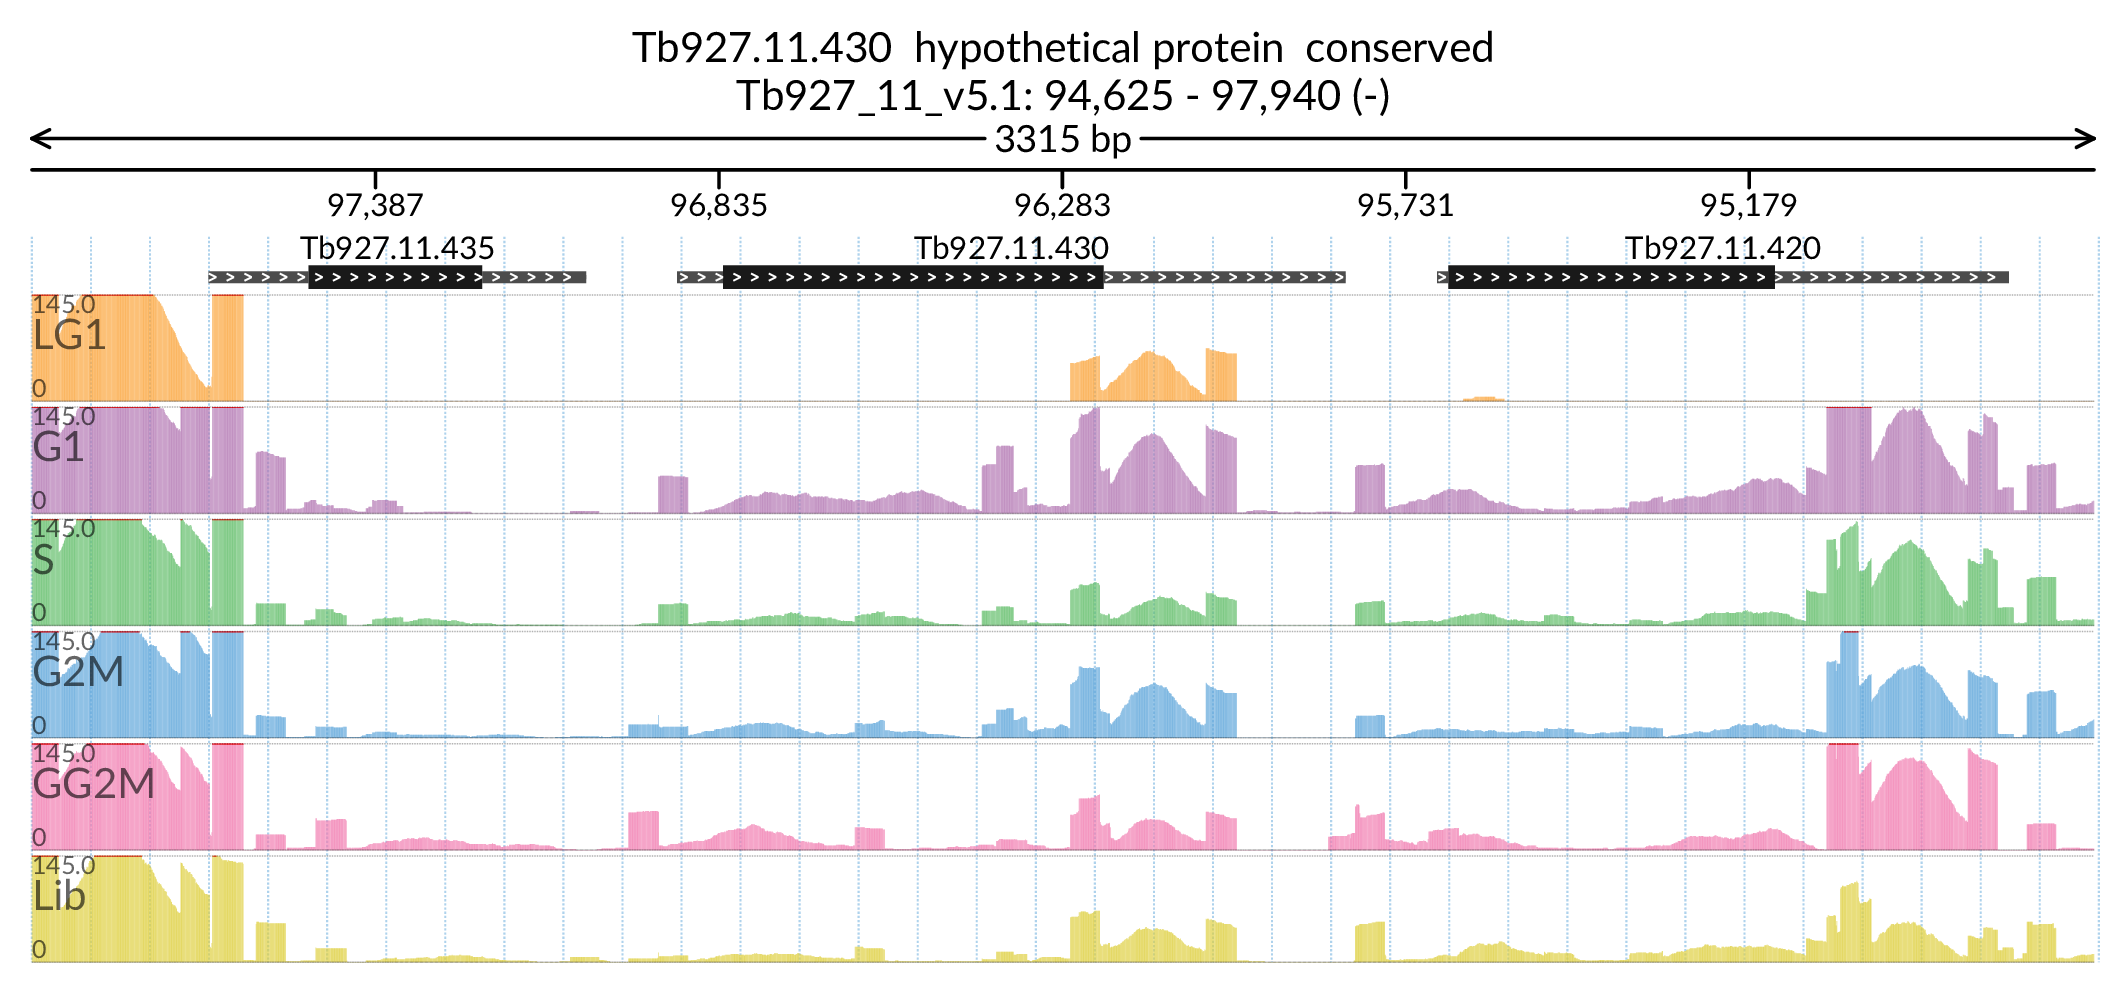 Tb927.11.430 hypothetical protein conserved
Tb927_11_v5.1: 94,625 - 97,940 (-)
3315 bp
97,387 96,835 96,283 95,731 95,179
Tb927.11.435 Tb927.11.430 Tb927.11.420
145.0
LG1
0
145.0
G1
0
145.0
S
0
145.0
G2M
0
145.0
GG2M
0
145.0
Lib
0